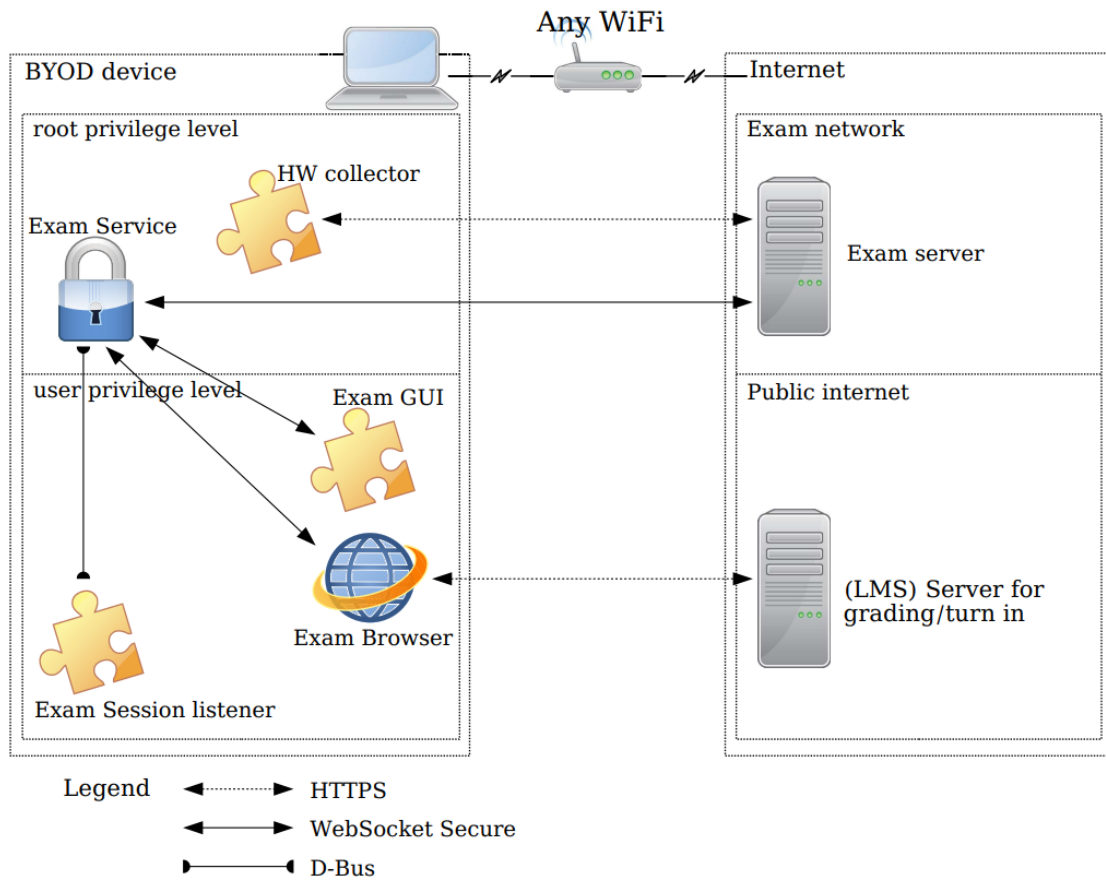 Any WiFi
BYOD device
Internet
root privilege level
Exam network
HW collector
Exam Service
Exam server
user privilege level
Exam GUI
Public internet
(LMS) Server for
grading/turn in
Exam Browser
Exam Session listener
Legend
HTTPS
WebSocket Secure
D-Bus